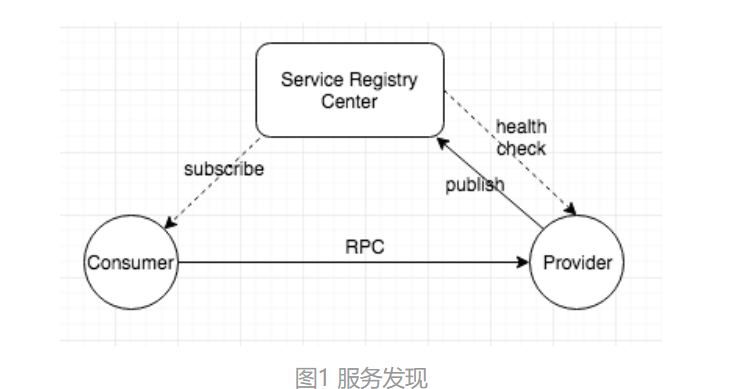 Service Registry
Center
health
check
subscribe
publish
RPC
Consumer
Provider
图1 服务发现